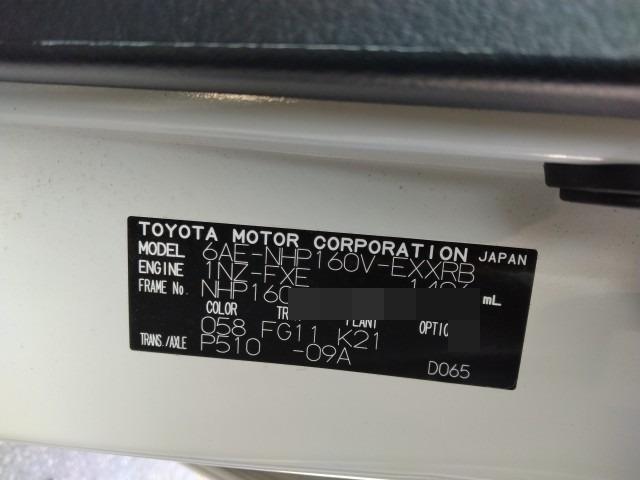 TOYOTA MOTOR CORPORATION JAPAN
MODEL 6AE-NHP160V-EXXRB
ENGINE 1NZ-FXE mL
FRAME No. NHP160
COLOR PLANT
058 FG11 K21
TRANS./AXLE P510 -09A
D065